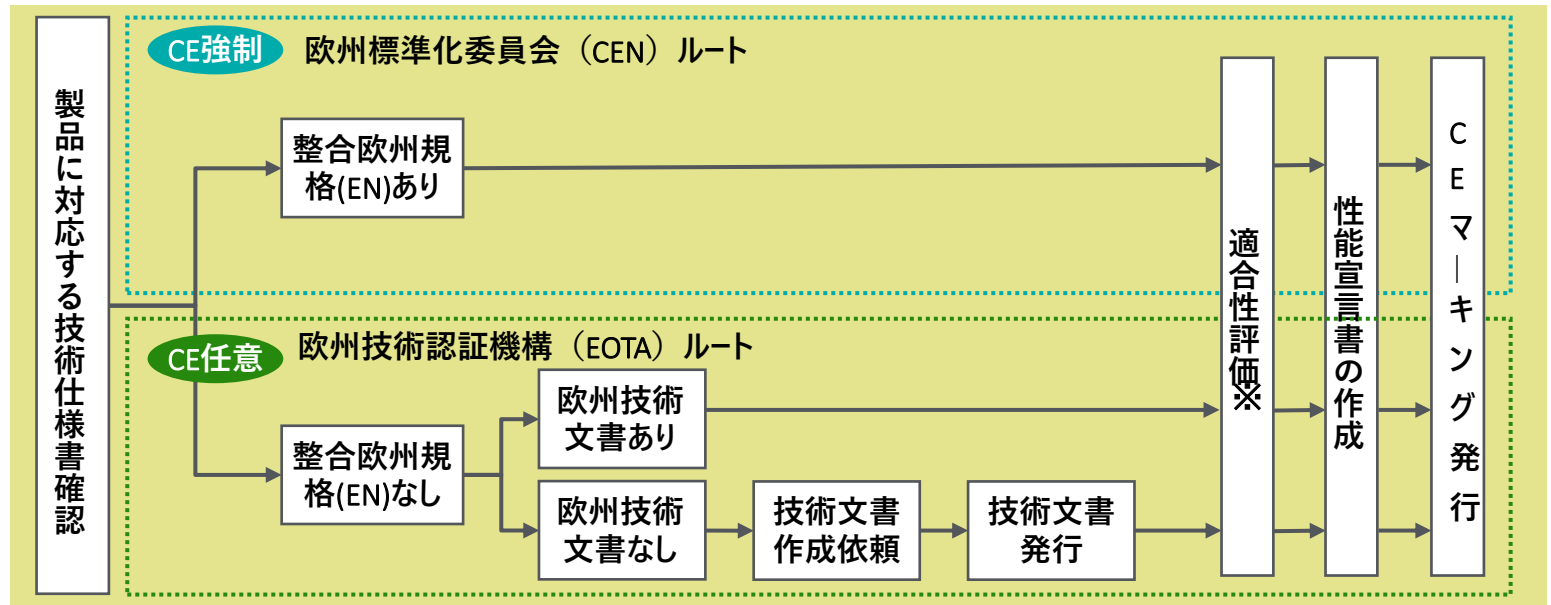 製品に対応する技術仕様書確認
CE強制
欧州標準化委員会（CEN）ルート
整合欧州規
格(EN)あり
CE任意
欧州技術認証機構（EOTA）ルート
整合欧州規
格(EN)なし
欧州技術
文書あり
欧州技術
文書なし
技術文書
作成依頼
技術文書
発行
適合性評価※
性能宣言書の作成
CEマーキング発行